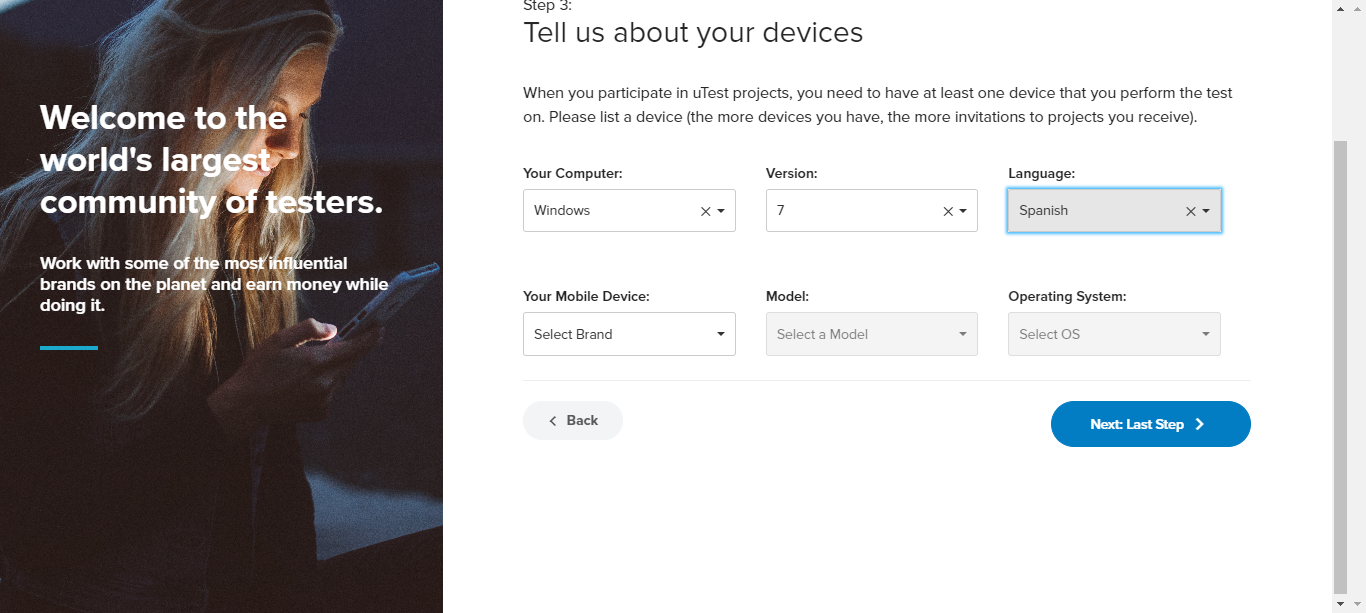 Welcome to the
world's largest
community of testers.
Work with some of the most influential
brands on the planet and earn money while
doing it.
Step 3:
Tell us about your devices
When you participate in uTest projects, you need to have at least one device that you perform the test
on. Please list a device (the more devices you have, the more invitations to projects you receive).
Your Computer: Version: Language:
Windows 7 Spanish
Your Mobile Device: Model: Operating System:
Select Brand Select a Model Select OS
Back Next: Last Step